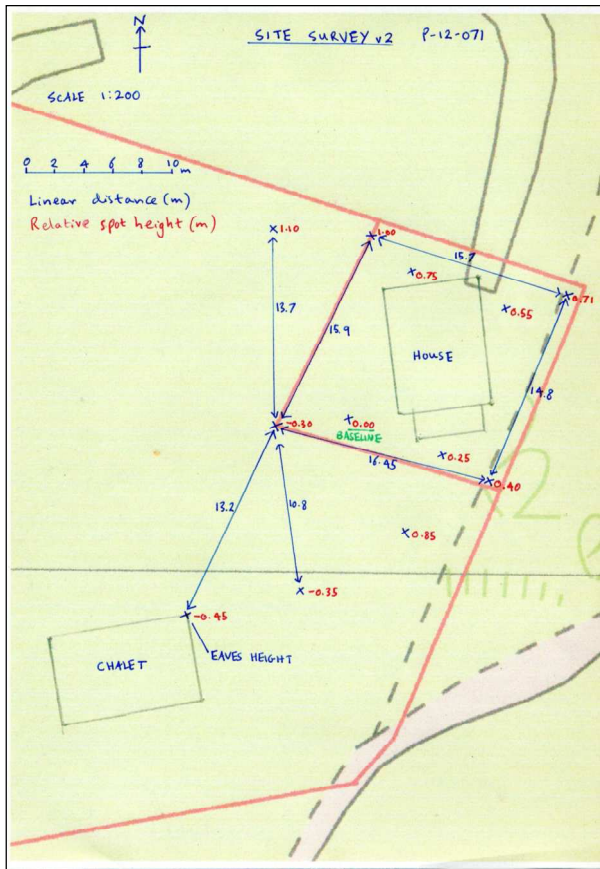 SITE SURVEY v2 P-12-071
N
SCALE 1:200
0 2 4 6 8 10 m
Linear distance (m)
Relative spot height (m)
1.10
1.00
15.7
0.75
0.71
0.55
13.7
15.9
HOUSE
14.8
-0.30
0.00
BASELINE
0.25
16.45
0.40
13.2
10.8
0.85
-0.35
-0.45
EAVES HEIGHT
CHALET